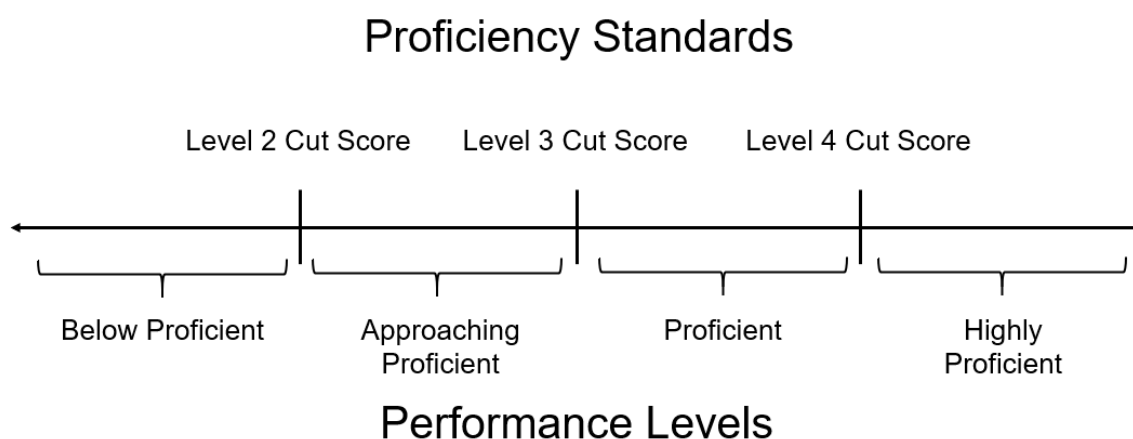 Proficiency Standards
Level 2 Cut Score
Level 3 Cut Score
Level 4 Cut Score
Below Proficient
Approaching
Proficient
Proficient
Highly
Proficient
Performance Levels